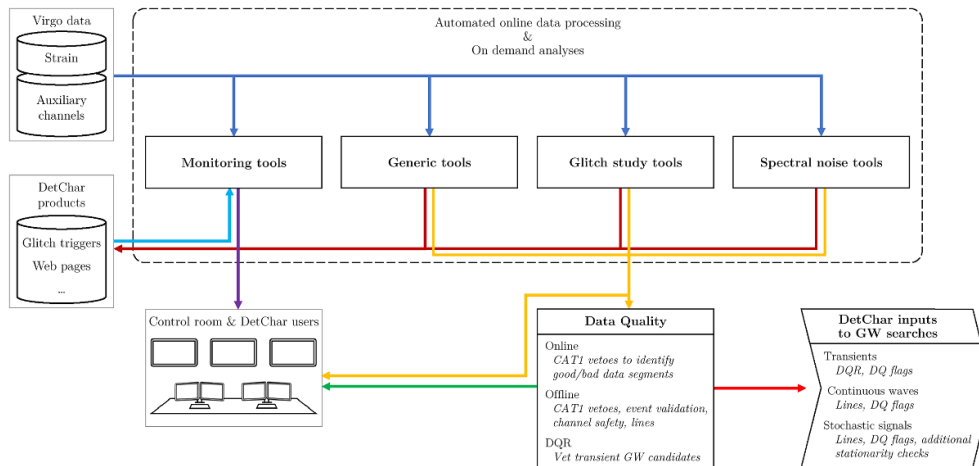 Virgo data
Strain
Auxiliary
channels
Automated online data processing
&
On demand analyses
Monitoring tools
Generic tools
Glitch study tools
Spectral noise tools
DetChar
products
Glitch triggers
Web pages
...
Control room & DetChar users
Data Quality
Online
CAT1 vetoes to identify
good/bad data segments
Offline
CAT1 vetoes, event validation,
channel safety, lines
DQR
Vet transient GW candidates
DetChar inputs
to GW searches
Transients
DQR, DQ flags
Continuous waves
Lines, DQ flags
Stochastic signals
Lines, DQ flags, additional
stationarity checks